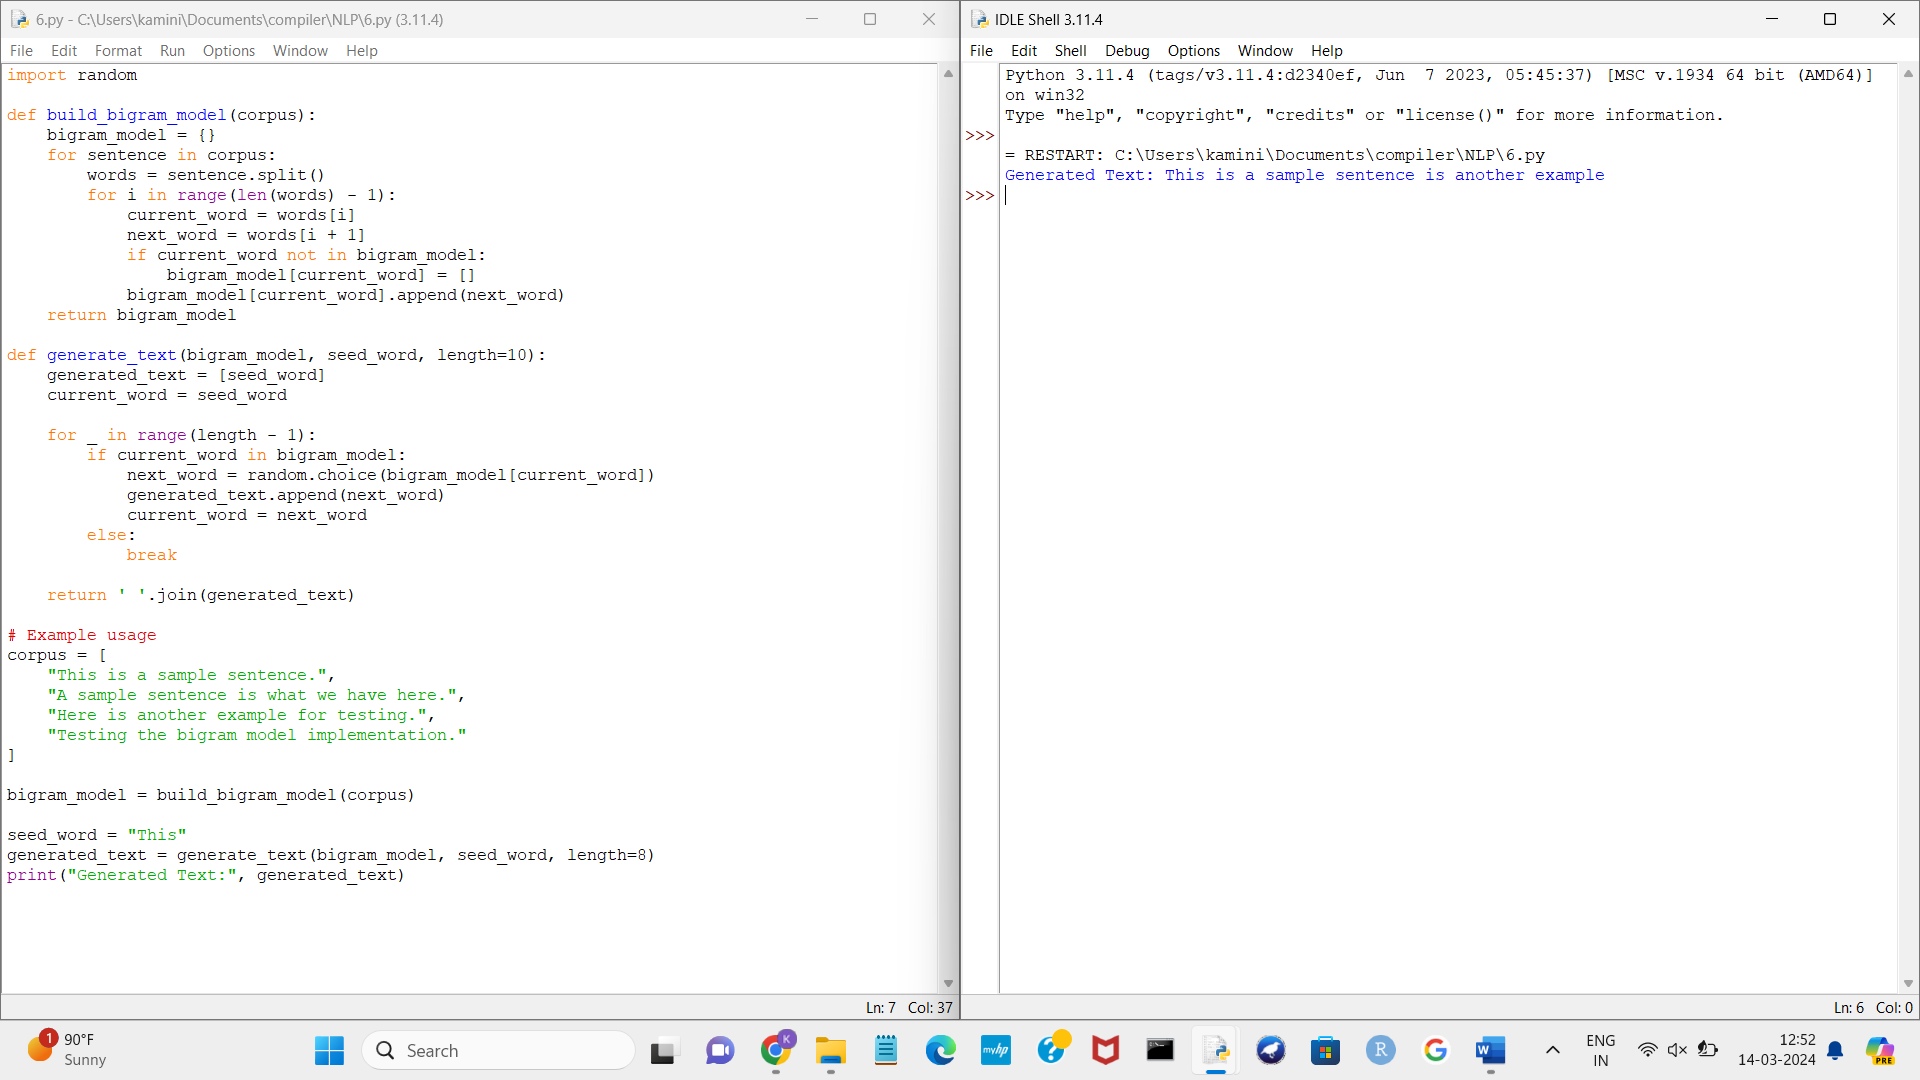 6.py - C:\Users\kamini\Documents\compiler\NLP\6.py (3.11.4)
File Edit Format Run Options Window Help
import random

def build_bigram_model(corpus):
    bigram_model = {}
    for sentence in corpus:
        words = sentence.split()
        for i in range(len(words) - 1):
            current_word = words[i]
            next_word = words[i + 1]
            if current_word not in bigram_model:
                bigram_model[current_word] = []
            bigram_model[current_word].append(next_word)
    return bigram_model

def generate_text(bigram_model, seed_word, length=10):
    generated_text = [seed_word]
    current_word = seed_word

    for _ in range(length - 1):
        if current_word in bigram_model:
            next_word = random.choice(bigram_model[current_word])
            generated_text.append(next_word)
            current_word = next_word
        else:
            break

    return ' '.join(generated_text)

# Example usage
corpus = [
    "This is a sample sentence.",
    "A sample sentence is what we have here.",
    "Here is another example for testing.",
    "Testing the bigram model implementation."
]

bigram_model = build_bigram_model(corpus)

seed_word = "This"
generated_text = generate_text(bigram_model, seed_word, length=8)
print("Generated Text:", generated_text)
Ln: 7 Col: 37
IDLE Shell 3.11.4
File Edit Shell Debug Options Window Help
Python 3.11.4 (tags/v3.11.4:d2340ef, Jun  7 2023, 05:45:37) [MSC v.1934 64 bit (AMD64)]
on win32
Type "help", "copyright", "credits" or "license()" for more information.
>>>
= RESTART: C:\Users\kamini\Documents\compiler\NLP\6.py
Generated Text: This is a sample sentence is another example
>>>
Ln: 6 Col: 0
1
90°F
Sunny
Search
K
myhp
?
R
G
W
ENG
IN
12:52
14-03-2024
PRE